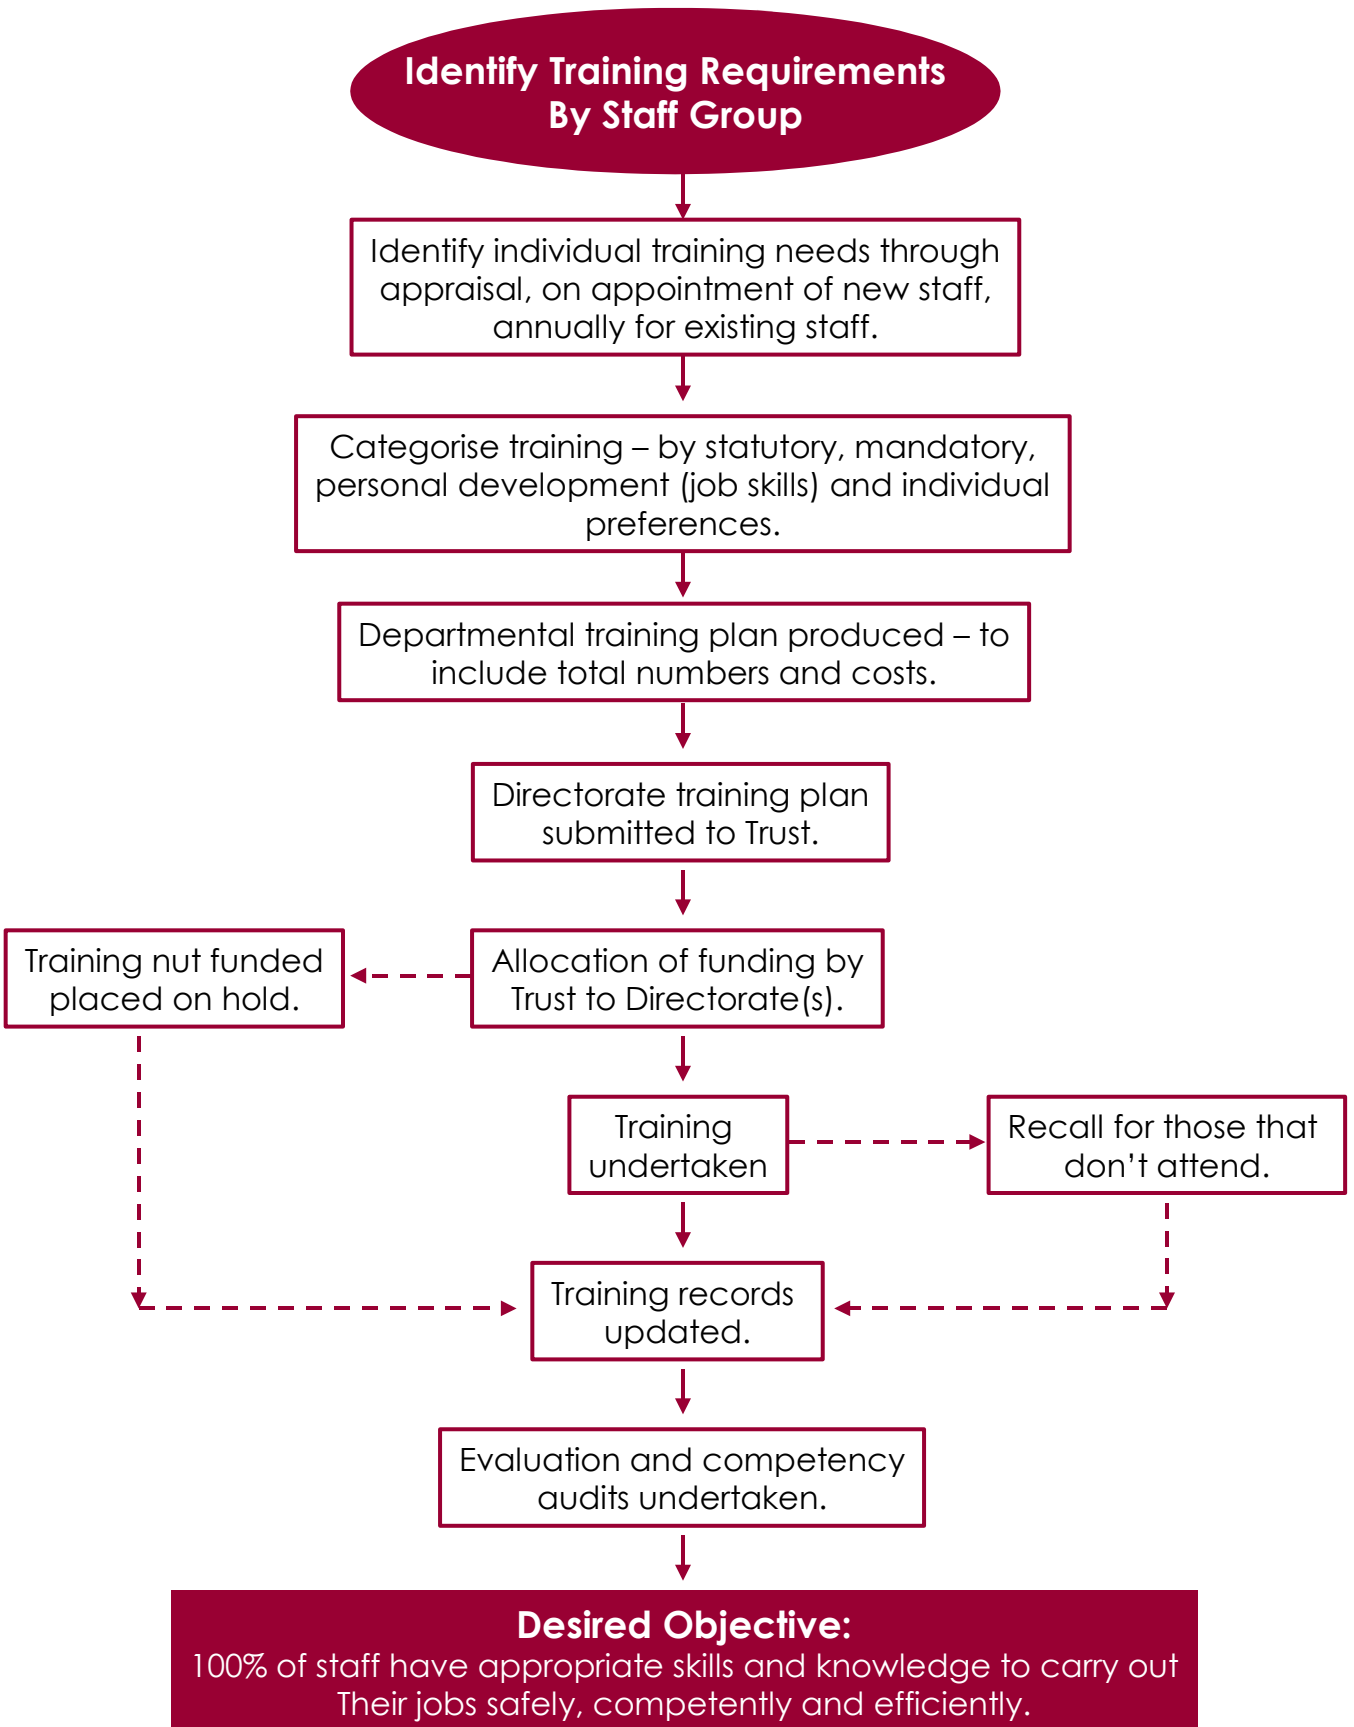 Identify Training Requirements
By Staff Group
Identify individual training needs through
appraisal, on appointment of new staff,
annually for existing staff.
Categorise training – by statutory, mandatory,
personal development (job skills) and individual
preferences.
Departmental training plan produced – to
include total numbers and costs.
Directorate training plan
submitted to Trust.
Training nut funded
placed on hold.
Allocation of funding by
Trust to Directorate(s).
Training
undertaken
Recall for those that
don’t attend.
Training records
updated.
Evaluation and competency
audits undertaken.
Desired Objective:
100% of staff have appropriate skills and knowledge to carry out
Their jobs safely, competently and efficiently.